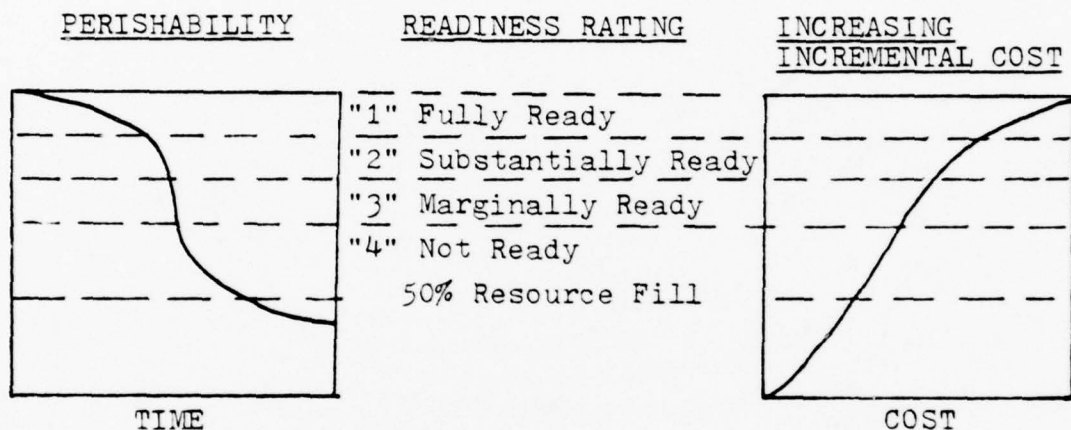 PERISHABILITY
READINESS RATING
INCREASING
INCREMENTAL COST
"1" Fully Ready
"2" Substantially Ready
"3" Marginally Ready
"4" Not Ready
50% Resource Fill
TIME
COST